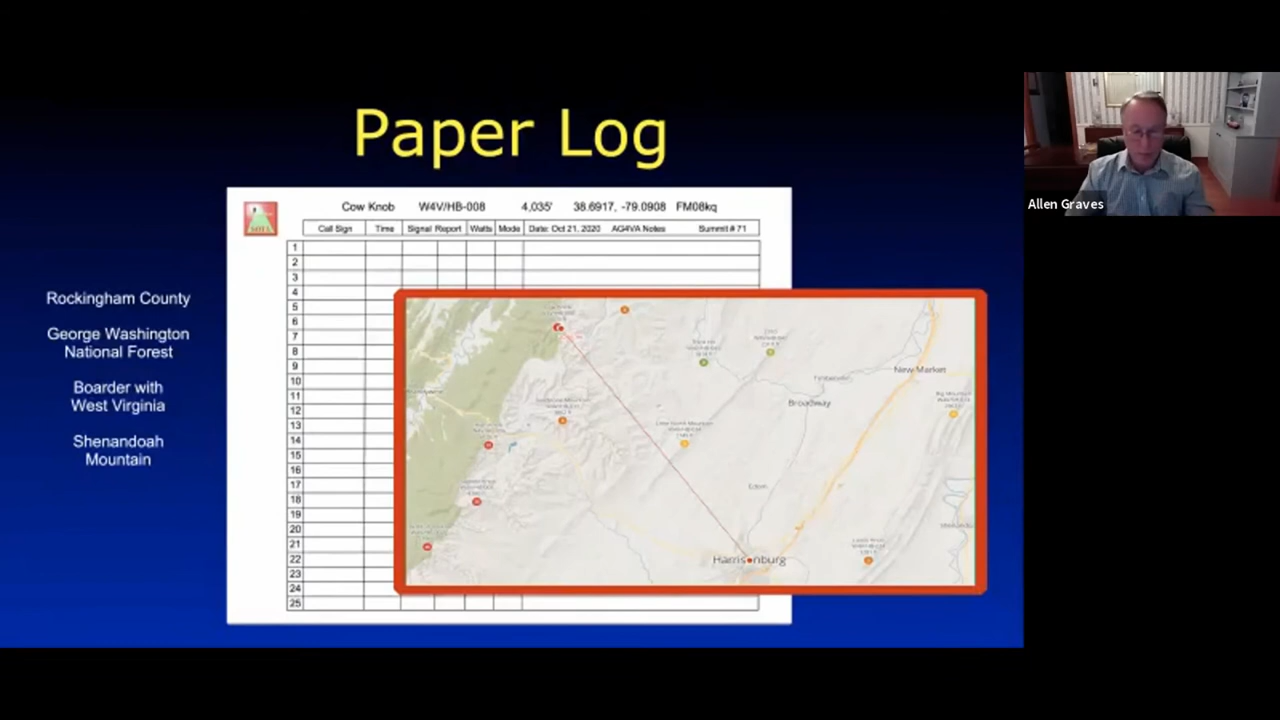 Paper Log
Allen Graves
Cow Knob W4V/HB-008 4,035' 38.6917, -79.0908 FM08kq
Call Sign Time Signal Report Watts Mode Date: Oct 21, 2020 AG4VA Notes Summit # 71
1
2
3
4
5
6
7
8
9
10
11
12
13
14
15
16
17
18
19
20
21
22
23
24
25
Rockingham County
George Washington
National Forest
Boarder with
West Virginia
Shenandoah
Mountain
New Market
Broadway
Edom
Harrisonburg